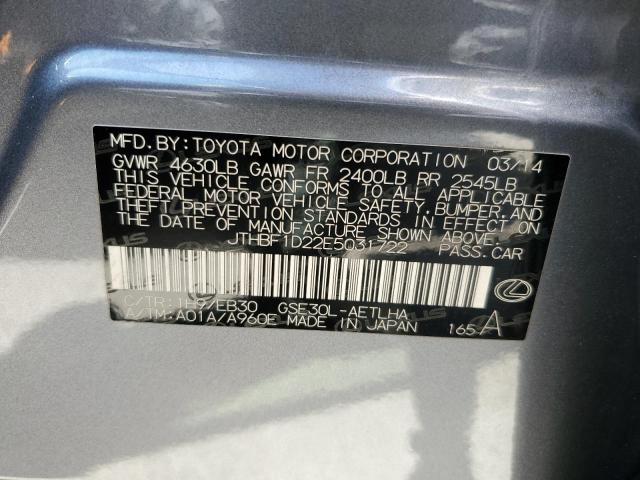 MFD.BY:TOYOTA MOTOR CORPORATION 03/14
GVWR 4630LB GAWR FR 2400LB RR 2545LB
THIS VEHICLE CONFORMS TO ALL APPLICABLE
FEDERAL MOTOR VEHICLE SAFETY,BUMPER,AND
THEFT PREVENTION STANDARDS IN EFFECT ON
THE DATE OF MANUFACTURE SHOWN ABOVE.
JTHBF1D22E5031722 PASS.CAR
C/TR:1H9/EB30 GSE30L-AETLHA
A/TM:A01A/A960E MADE IN JAPAN 165-A